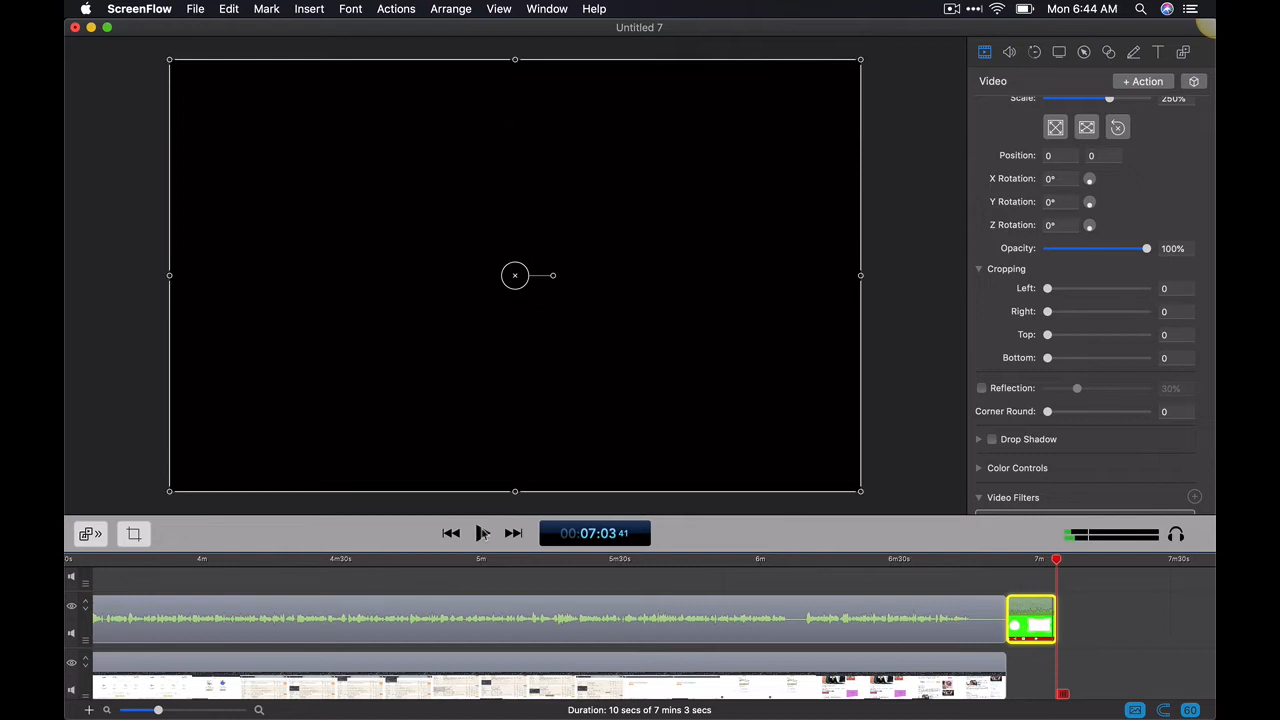 ScreenFlow File Edit Mark Insert Font Actions Arrange View Window Help Mon 6:44 AM
Untitled 7
Video + Action
Scale: 250%
Position: 0 0
X Rotation: 0°
Y Rotation: 0°
Z Rotation: 0°
Opacity: 100%
Cropping
Left: 0
Right: 0
Top: 0
Bottom: 0
Reflection: 30%
Corner Round: 0
Drop Shadow
Color Controls
Video Filters
00:07:03 41
0s 4m 4m30s 5m 5m30s 6m 6m30s 7m 7m30s
Duration: 10 secs of 7 mins 3 secs 60